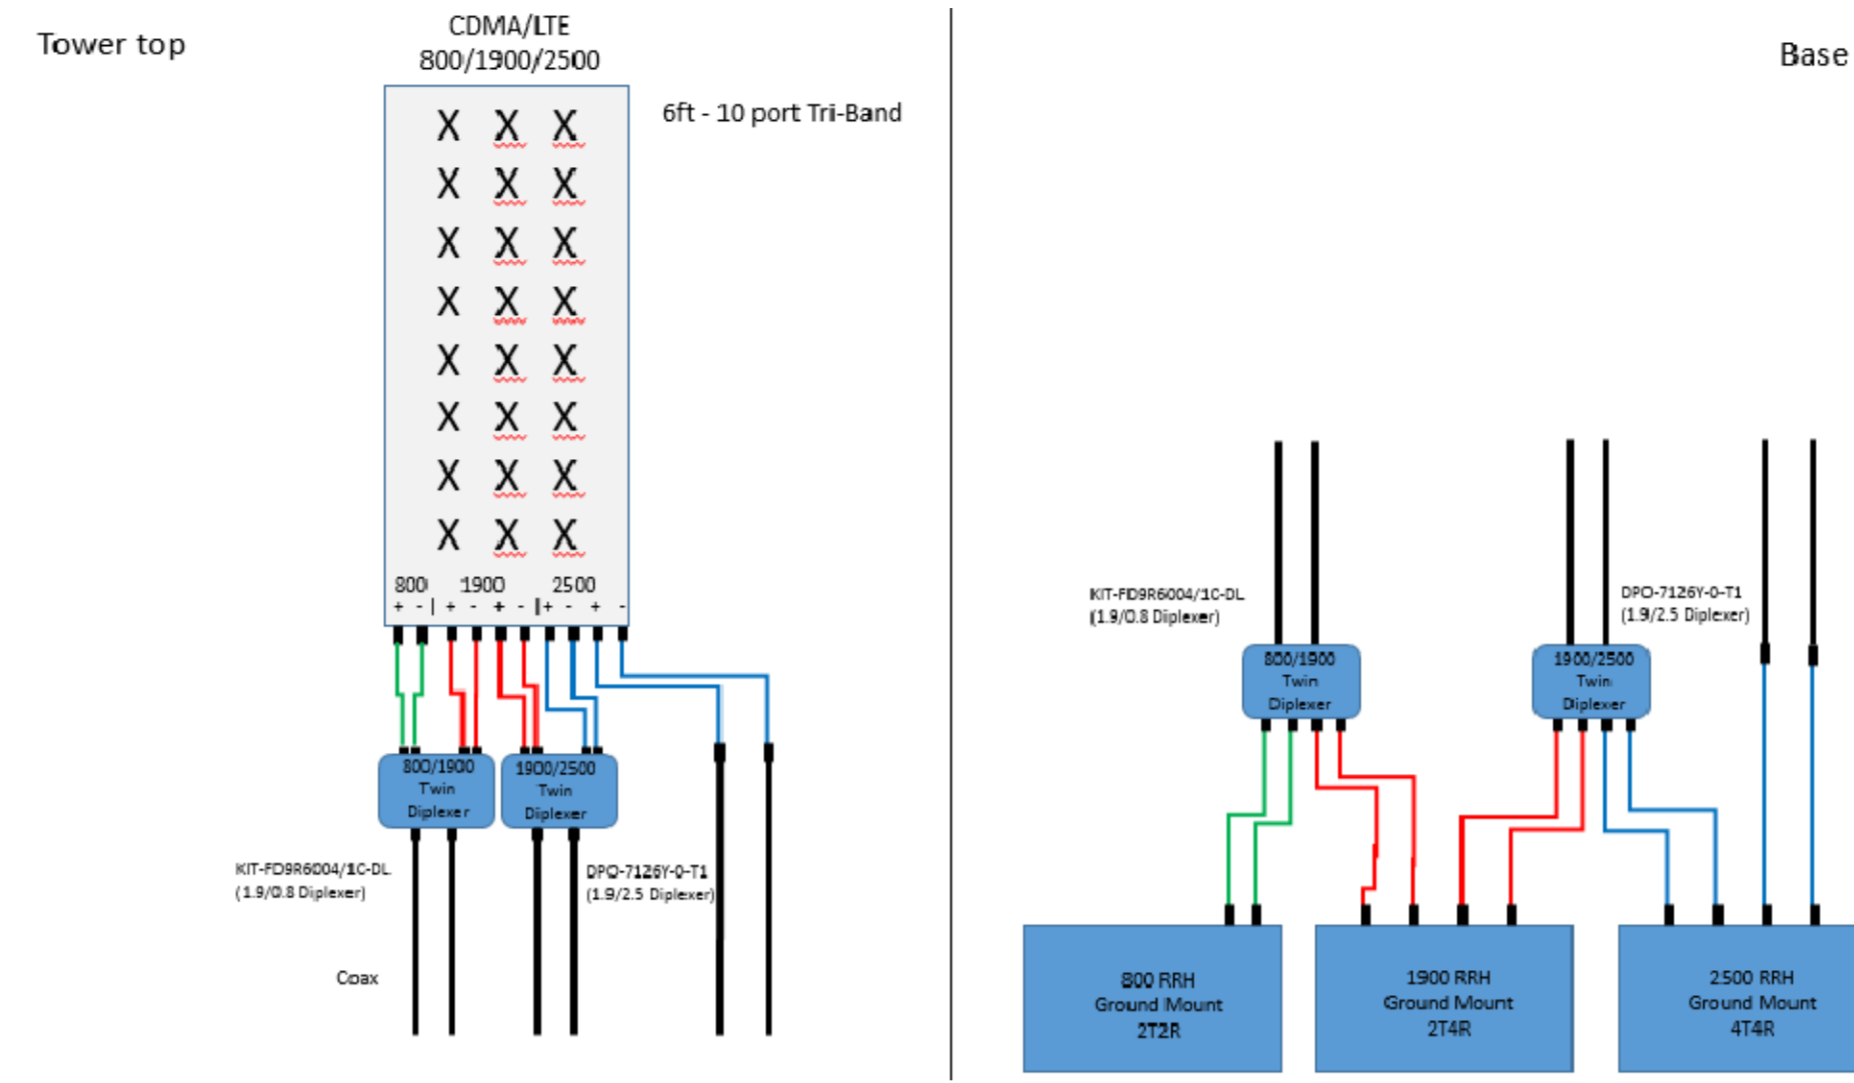 Tower top
CDMA/LTE
800/1900/2500
6ft - 10 port Tri-Band
X X X
X X X
X X X
X X X
X X X
X X X
X X X
X X X
800 1900 2500
+ - | + - + - | + - + -
800/1900
Twin
Diplexer
1900/2500
Twin
Diplexer
KIT-FD9R6004/1C-DL
(1.9/0.8 Diplexer)
DPO-7126Y-0-T1
(1.9/2.5 Diplexer)
Coax
Base
KIT-FD9R6004/1C-DL
(1.9/0.8 Diplexer)
DPO-7126Y-0-T1
(1.9/2.5 Diplexer)
800/1900
Twin
Diplexer
1900/2500
Twin
Diplexer
800 RRH
Ground Mount
2T2R
1900 RRH
Ground Mount
2T4R
2500 RRH
Ground Mount
4T4R